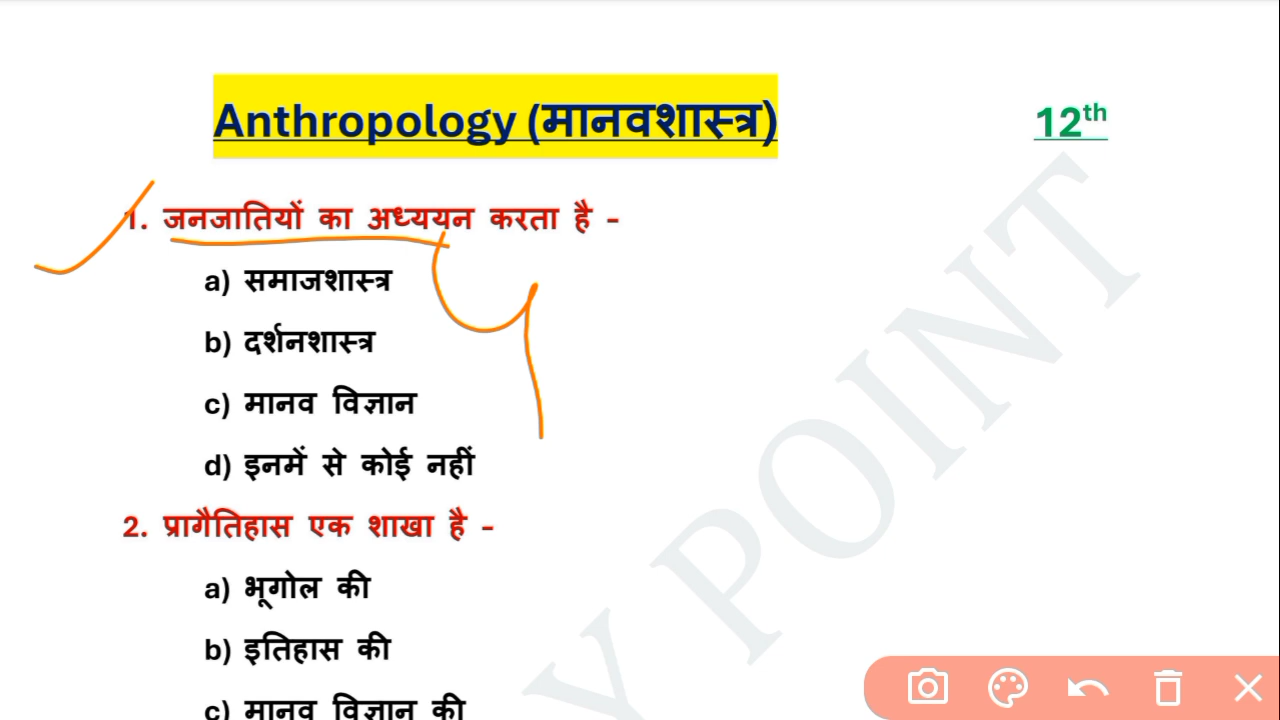 Anthropology (मानवशास्त्र)
12th
1. जनजातियों का अध्ययन करता है -
a) समाजशास्त्र
b) दर्शनशास्त्र
c) मानव विज्ञान
d) इनमें से कोई नहीं
2. प्रागैतिहास एक शाखा है -
a) भूगोल की
b) इतिहास की
c) मानव विज्ञान की
Y POINT